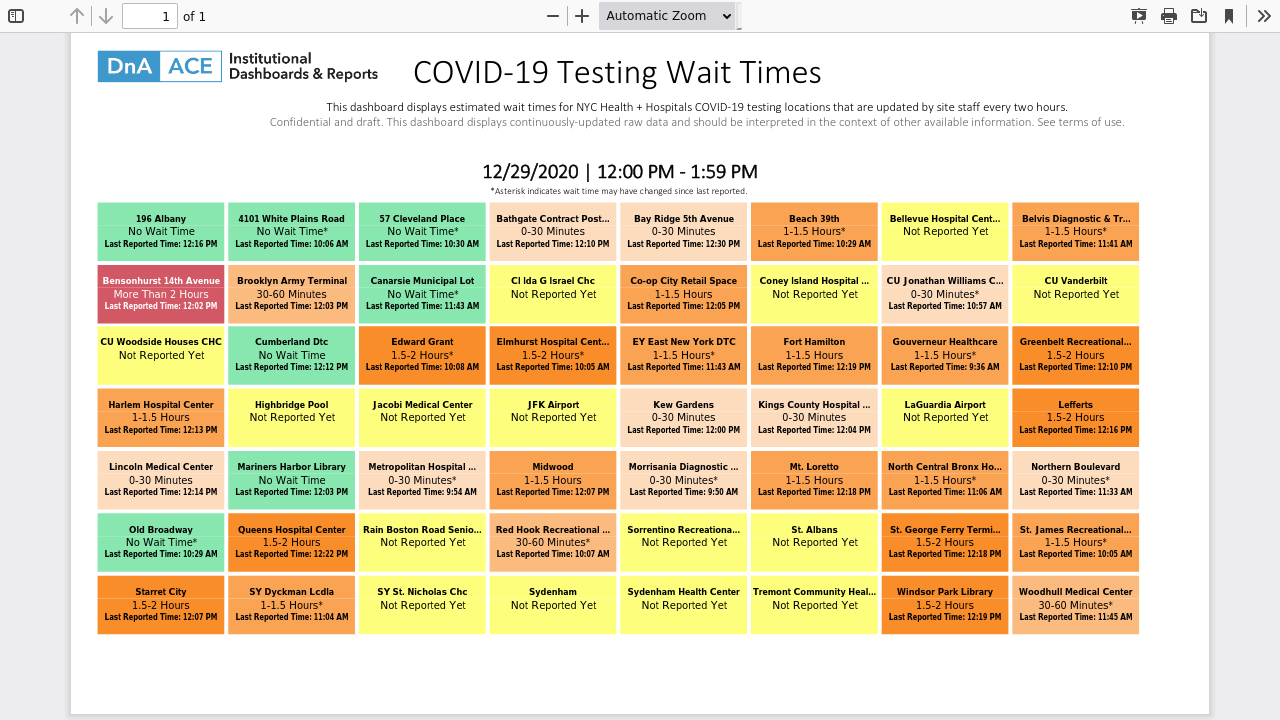 1 of 1 Automatic Zoom
DnA ACE Institutional Dashboards & Reports
COVID-19 Testing Wait Times
This dashboard displays estimated wait times for NYC Health + Hospitals COVID-19 testing locations that are updated by site staff every two hours.
Confidential and draft. This dashboard displays continuously-updated raw data and should be interpreted in the context of other available information. See terms of use.
12/29/2020 | 12:00 PM - 1:59 PM
*Asterisk indicates wait time may have changed since last reported.
196 Albany
No Wait Time
Last Reported Time: 12:16 PM
4101 White Plains Road
No Wait Time*
Last Reported Time: 10:06 AM
57 Cleveland Place
No Wait Time*
Last Reported Time: 10:30 AM
Bathgate Contract Post...
0-30 Minutes
Last Reported Time: 12:10 PM
Bay Ridge 5th Avenue
0-30 Minutes
Last Reported Time: 12:30 PM
Beach 39th
1-1.5 Hours*
Last Reported Time: 10:29 AM
Bellevue Hospital Cent...
Not Reported Yet
Belvis Diagnostic & Tr...
1-1.5 Hours*
Last Reported Time: 11:41 AM
Bensonhurst 14th Avenue
More Than 2 Hours
Last Reported Time: 12:02 PM
Brooklyn Army Terminal
30-60 Minutes
Last Reported Time: 12:03 PM
Canarsie Municipal Lot
No Wait Time*
Last Reported Time: 11:43 AM
CI Ida G Israel Chc
Not Reported Yet
Co-op City Retail Space
1-1.5 Hours
Last Reported Time: 12:05 PM
Coney Island Hospital ...
Not Reported Yet
CU Jonathan Williams C...
0-30 Minutes*
Last Reported Time: 10:57 AM
CU Vanderbilt
Not Reported Yet
CU Woodside Houses CHC
Not Reported Yet
Cumberland Dtc
No Wait Time
Last Reported Time: 12:12 PM
Edward Grant
1.5-2 Hours*
Last Reported Time: 10:08 AM
Elmhurst Hospital Cent...
1.5-2 Hours*
Last Reported Time: 10:05 AM
EY East New York DTC
1-1.5 Hours*
Last Reported Time: 11:43 AM
Fort Hamilton
1-1.5 Hours
Last Reported Time: 12:19 PM
Gouverneur Healthcare
1-1.5 Hours*
Last Reported Time: 9:36 AM
Greenbelt Recreational...
1.5-2 Hours
Last Reported Time: 12:10 PM
Harlem Hospital Center
1-1.5 Hours
Last Reported Time: 12:13 PM
Highbridge Pool
Not Reported Yet
Jacobi Medical Center
Not Reported Yet
JFK Airport
Not Reported Yet
Kew Gardens
0-30 Minutes
Last Reported Time: 12:00 PM
Kings County Hospital ...
0-30 Minutes
Last Reported Time: 12:04 PM
LaGuardia Airport
Not Reported Yet
Lefferts
1.5-2 Hours
Last Reported Time: 12:16 PM
Lincoln Medical Center
0-30 Minutes
Last Reported Time: 12:14 PM
Mariners Harbor Library
No Wait Time
Last Reported Time: 12:03 PM
Metropolitan Hospital ...
0-30 Minutes*
Last Reported Time: 9:54 AM
Midwood
1-1.5 Hours
Last Reported Time: 12:07 PM
Morrisania Diagnostic ...
0-30 Minutes*
Last Reported Time: 9:50 AM
Mt. Loretto
1-1.5 Hours
Last Reported Time: 12:18 PM
North Central Bronx Ho...
1-1.5 Hours*
Last Reported Time: 11:06 AM
Northern Boulevard
0-30 Minutes*
Last Reported Time: 11:33 AM
Old Broadway
No Wait Time*
Last Reported Time: 10:29 AM
Queens Hospital Center
1.5-2 Hours
Last Reported Time: 12:22 PM
Rain Boston Road Senio...
Not Reported Yet
Red Hook Recreational ...
30-60 Minutes*
Last Reported Time: 10:07 AM
Sorrentino Recreationa...
Not Reported Yet
St. Albans
Not Reported Yet
St. George Ferry Termi...
1.5-2 Hours
Last Reported Time: 12:18 PM
St. James Recreational...
1-1.5 Hours*
Last Reported Time: 10:05 AM
Starret City
1.5-2 Hours
Last Reported Time: 12:07 PM
SY Dyckman Lcdla
1-1.5 Hours*
Last Reported Time: 11:04 AM
SY St. Nicholas Chc
Not Reported Yet
Sydenham
Not Reported Yet
Sydenham Health Center
Not Reported Yet
Tremont Community Heal...
Not Reported Yet
Windsor Park Library
1.5-2 Hours
Last Reported Time: 12:19 PM
Woodhull Medical Center
30-60 Minutes*
Last Reported Time: 11:45 AM